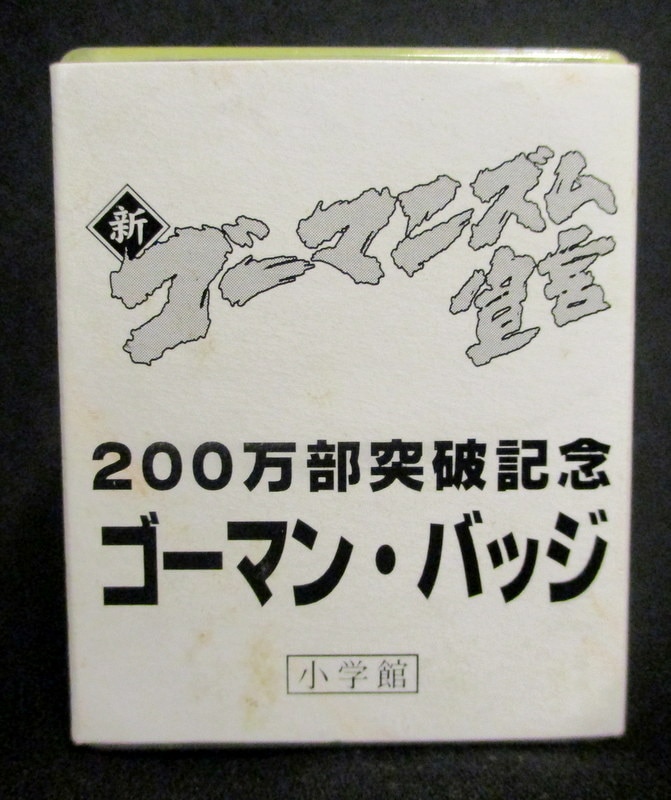 新
ゴーマニズム
宣言
200万部突破記念
ゴーマン・バッジ
小学館